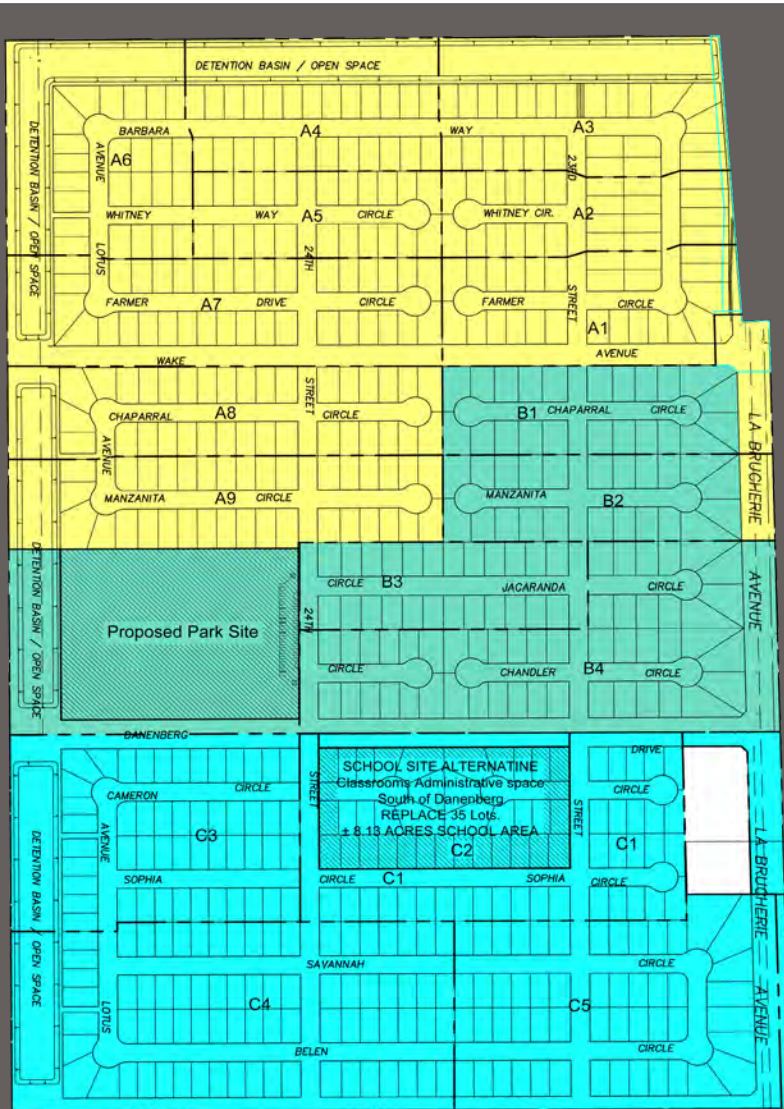 DETENTION BASIN / OPEN SPACE
DETENTION BASIN / OPEN SPACE
BARBARA
A4
WAY
A3
AVENUE
A6
23RD
WHITNEY
WAY
A5
CIRCLE
WHITNEY CIR.
A2
LOTUS
24TH
FARMER
A7
DRIVE
CIRCLE
FARMER
STREET
CIRCLE
A1
WAKE
AVENUE
STREET
CHAPARRAL
A8
CIRCLE
B1
CHAPARRAL
CIRCLE
LA BRUCHERIE
AVENUE
MANZANITA
A9
CIRCLE
MANZANITA
B2
DETENTION BASIN / OPEN SPACE
CIRCLE
B3
JACARANDA
CIRCLE
AVENUE
Proposed Park Site
24TH
CIRCLE
CHANDLER
B4
CIRCLE
DANENBERG
STREET
SCHOOL SITE ALTERNATINE
Classrooms Administrative space
South of Danenberg
REPLACE 35 Lots.
± 8.13 ACRES SCHOOL AREA
C2
STREET
DRIVE
CAMERON
CIRCLE
CIRCLE
AVENUE
C3
C1
LA BRUCHERIE
SOPHIA
CIRCLE
C1
SOPHIA
CIRCLE
DETENTION BASIN / OPEN SPACE
SAVANNAH
CIRCLE
LOTUS
C4
C5
AVENUE
BELEN
CIRCLE